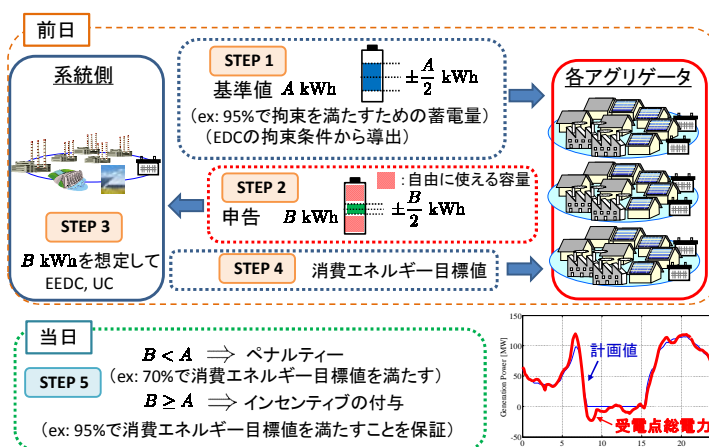 前日
系統側
STEP 1
基準値 A kWh
±A/2 kWh
(ex: 95%で拘束を満たすための蓄電量)
(EDCの拘束条件から導出)
各アグリゲータ
STEP 2
申告
B kWh
:自由に使える容量
±B/2 kWh
STEP 3
B kWhを想定して
EEDC, UC
STEP 4
消費エネルギー目標値
当日
STEP 5
B < A ⟹ ペナルティー
(ex: 70%で消費エネルギー目標値を満たす)
B ≥ A ⟹ インセンティブの付与
(ex: 95%で消費エネルギー目標値を満たすことを保証)
Genenation Power [MW]
150
100
50
0
-50
0 5 10 15 20
計画値
受電点総電力